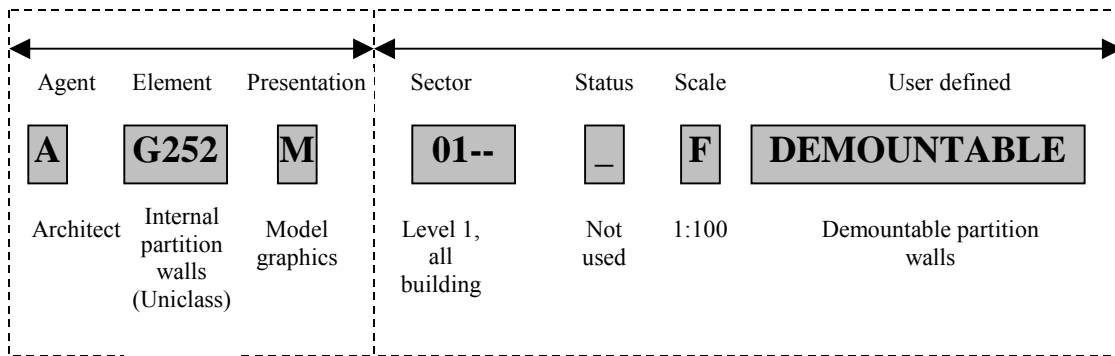 Agent Element Presentation Sector Status Scale User defined
A G252 M 01-- _ F DEMOUNTABLE
Architect Internal partition walls (Uniclass) Model graphics Level 1, all building Not used 1:100 Demountable partition walls